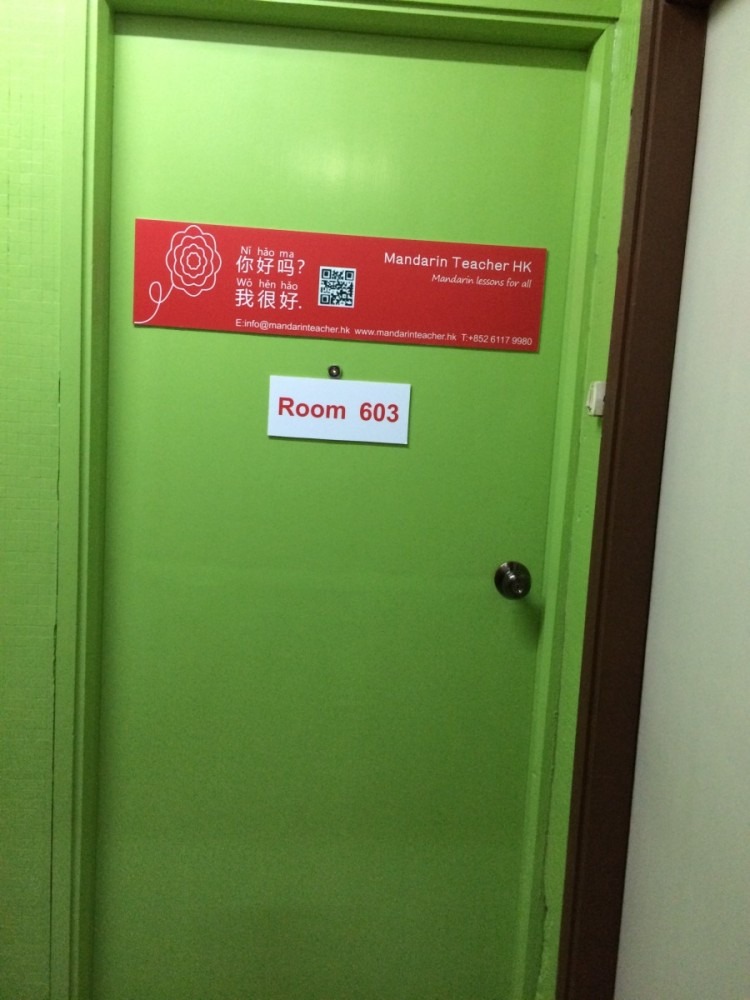 Nǐ hǎo ma
你好吗?
Wǒ hěn hǎo
我很好.
Mandarin Teacher HK
Mandarin lessons for all
E:info@mandarinteacher.hk www.mandarinteacher.hk T:+852 6117 9980
Room 603